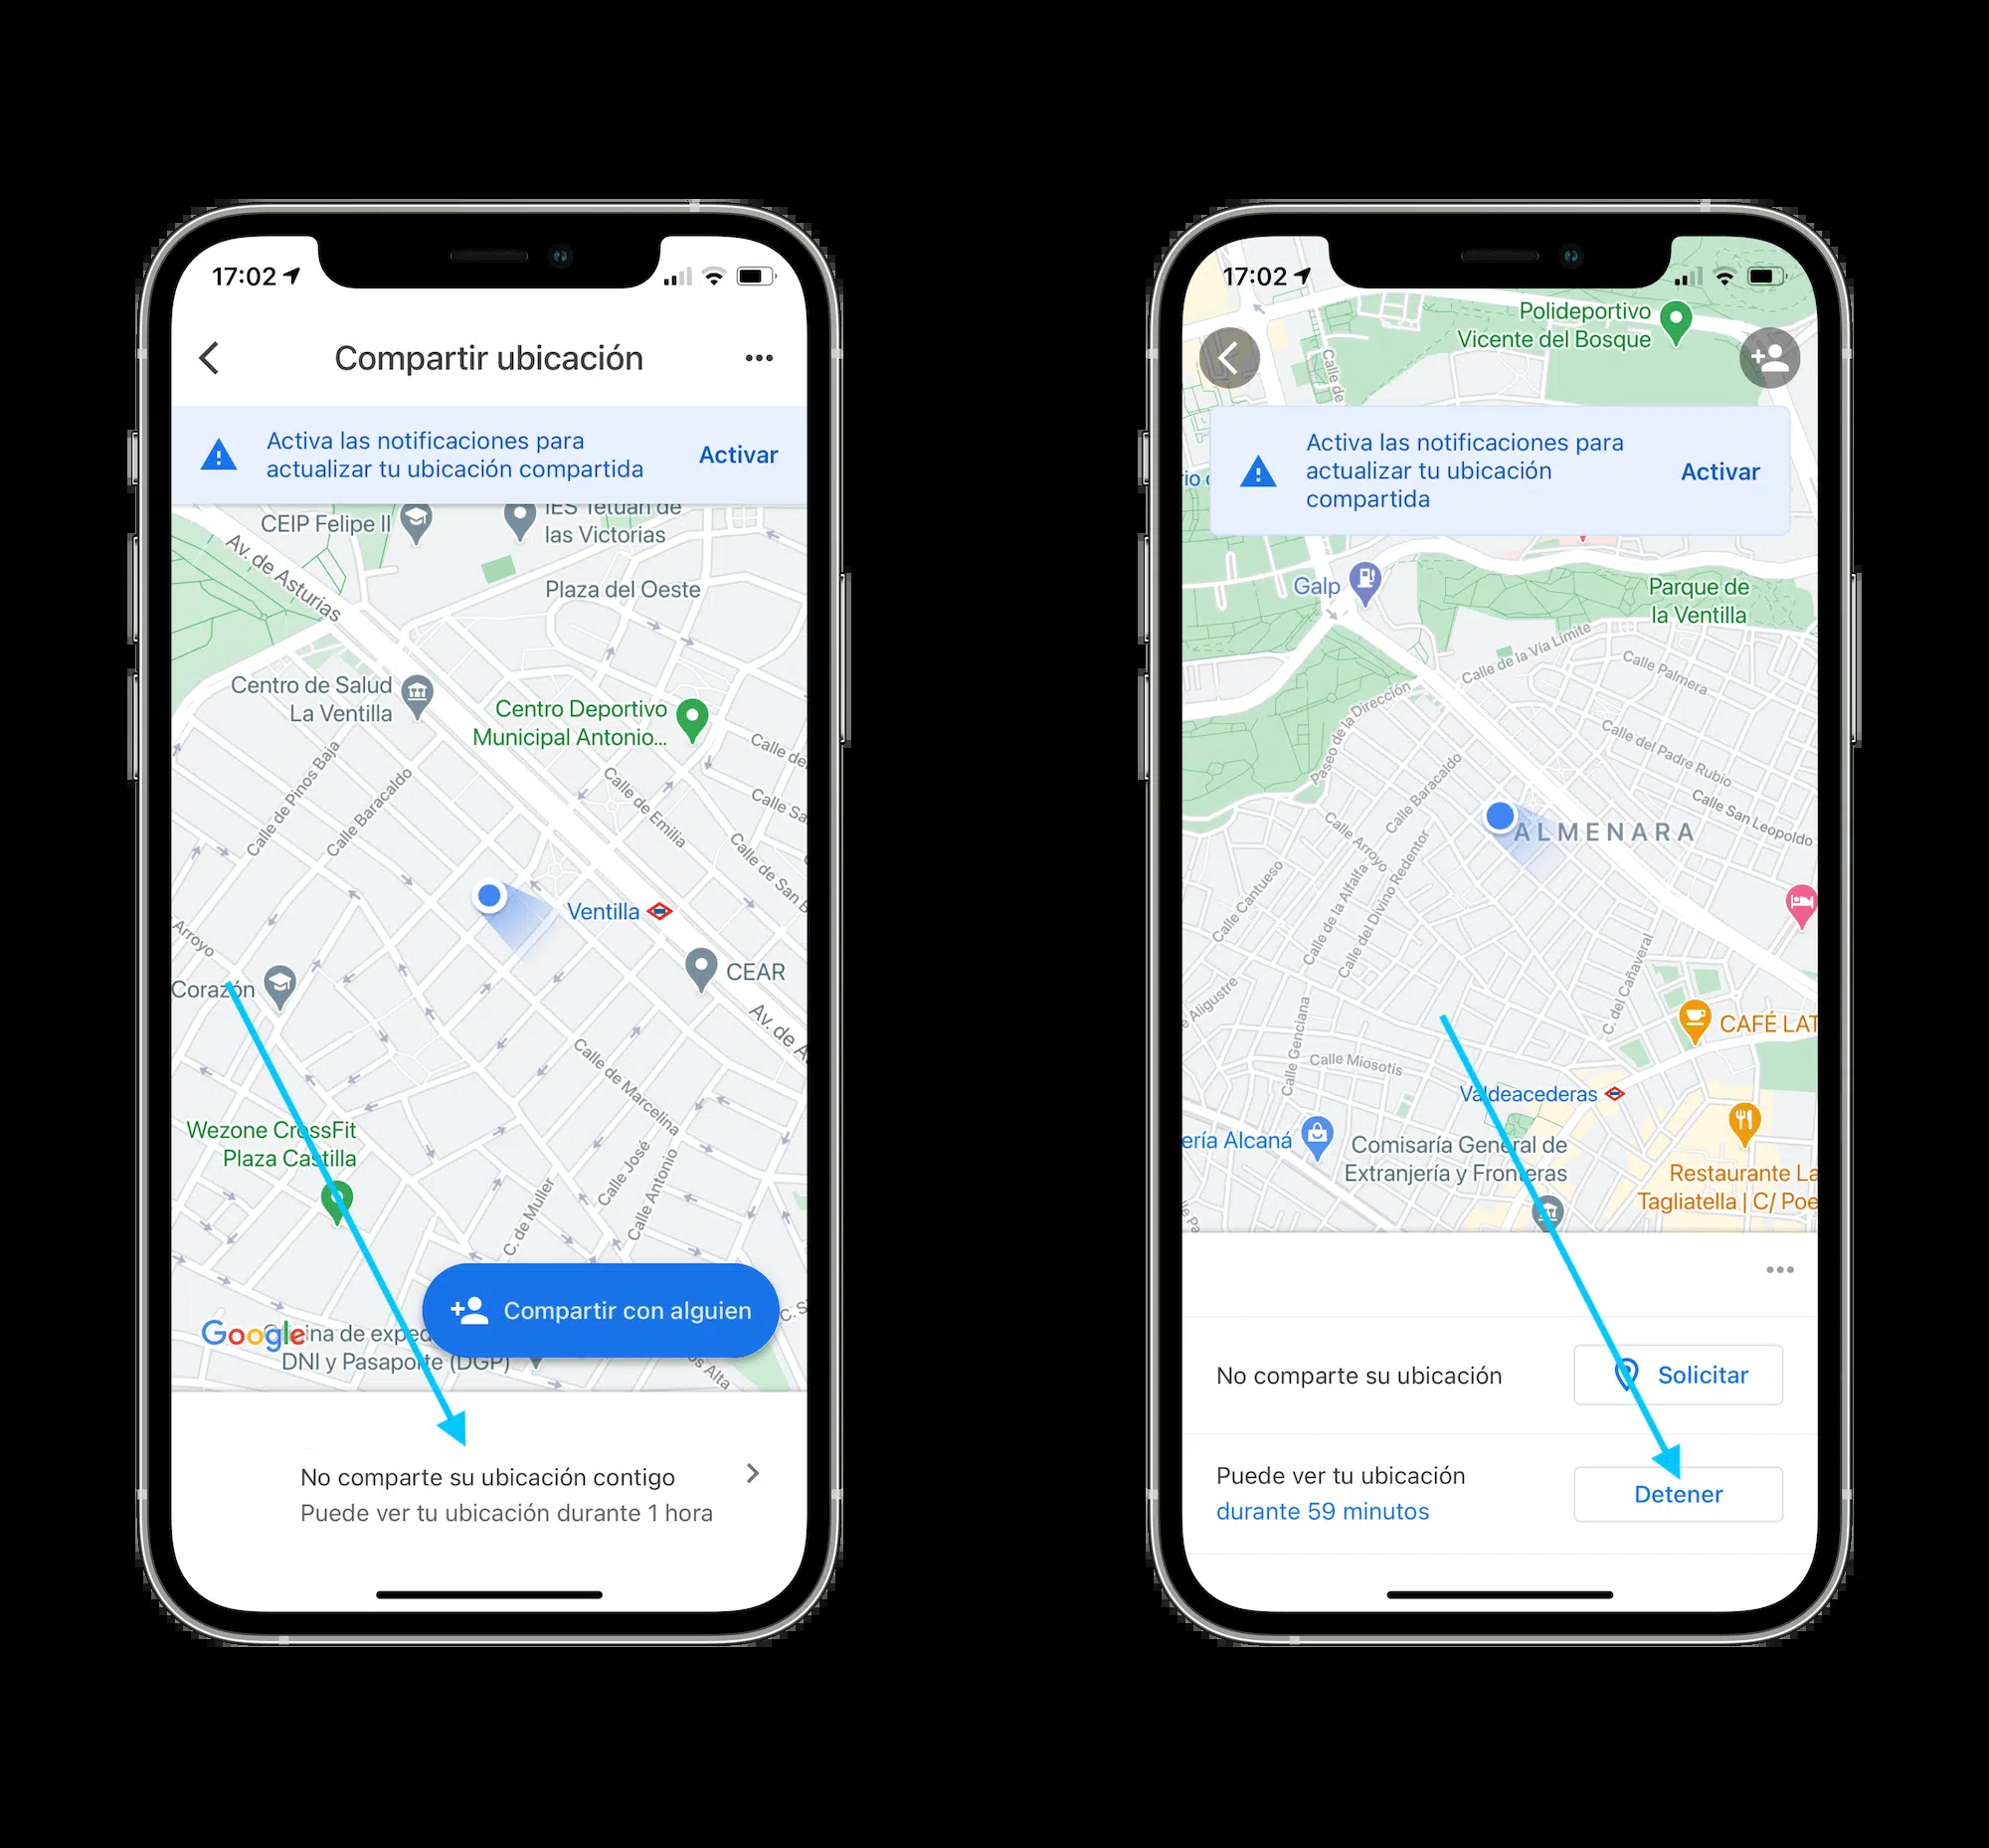 17:02
Compartir ubicación
Activa las notificaciones para
actualizar tu ubicación compartida
Activar
CEIP Felipe II
IES Tetuán de
las Victorias
Av. de Asturias
Plaza del Oeste
Centro de Salud
La Ventilla
Centro Deportivo
Municipal Antonio...
Calle de
Calle de Pinos Baja
Calle Baracaldo
Calle de Emilia
Calle Sa
Calle de San B
Ventilla
Arroyo
Corazón
CEAR
Av. de A
Calle de Marcelina
Wezone CrossFit
Plaza Castilla
Calle José
Calle Antonio
C. de Muller
Compartir con alguien
C. S
Google
ina de exped
DNI y Pasaporte (DGP)
os Alta
No comparte su ubicación contigo
Puede ver tu ubicación durante 1 hora
17:02
Polideportivo
Vicente del Bosque
Calle de
Activa las notificaciones para
actualizar tu ubicación
compartida
Activar
rio
Galp
Parque de
la Ventilla
Calle de la Vía Límite
Calle Palmera
Paseo de la Dirección
Calle del Padre Rubio
Calle Baracaldo
Calle San Leopoldo
ALMENARA
Calle Arroyo
Calle Cantueso
Calle de la Alfalfa
Calle del Divino Redentor
C. del Cañaveral
e Aligustre
CAFÉ LAT
Calle Genciana
Calle Miosotis
Valdeacederas
ería Alcaná
Comisaría General de
Extranjería y Fronteras
Restaurante La
Tagliatella | C/ Poe
le Pa
No comparte su ubicación
Solicitar
Puede ver tu ubicación
durante 59 minutos
Detener